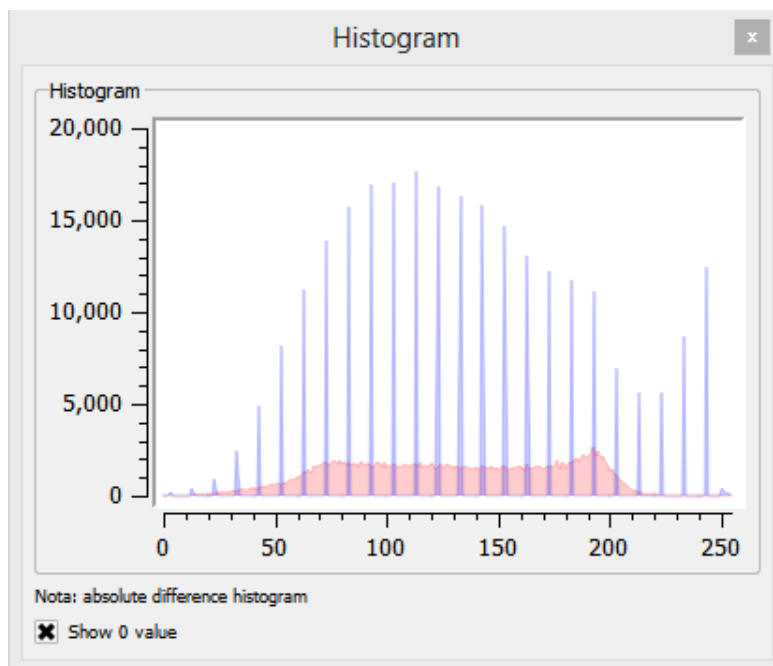 Histogram
x
Histogram
20,000
15,000
10,000
5,000
0
0 50 100 150 200 250
Nota: absolute difference histogram
Show 0 value